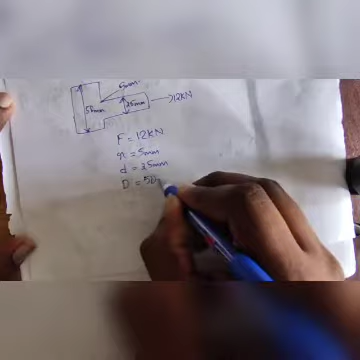 5mm
50mm
25mm
12KN
F = 12KN
r = 5mm
d = 25mm
D = 50